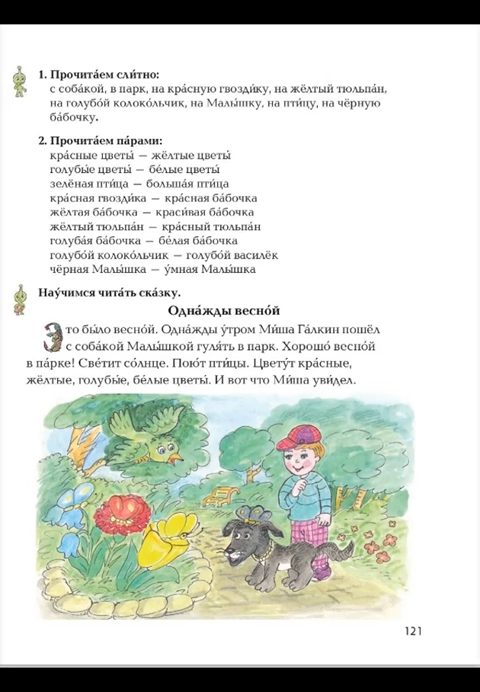 1. Прочита́ем сли́тно:
с соба́кой, в парк, на кра́сную гвозди́ку, на жёлтый тюльпа́н,
на голубо́й колоко́льчик, на Малы́шку, на пти́цу, на чёрную
ба́бочку.
2. Прочита́ем па́рами:
кра́сные цветы́ — жёлтые цветы́
голубы́е цветы́ — бе́лые цветы́
зелёная пти́ца — больша́я пти́ца
кра́сная гвозди́ка — кра́сная ба́бочка
жёлтая ба́бочка — краси́вая ба́бочка
жёлтый тюльпа́н — кра́сный тюльпа́н
голуба́я ба́бочка — бе́лая ба́бочка
голубо́й колоко́льчик — голубо́й василёк
чёрная Малы́шка — у́мная Малы́шка
Нау́чимся чита́ть ска́зку.
Одна́жды весно́й
Э́то бы́ло весно́й. Одна́жды у́тром Ми́ша Га́лкин пошёл
с соба́кой Малы́шкой гуля́ть в парк. Хорошо́ весно́й
в па́рке! Све́тит со́лнце. Пою́т пти́цы. Цвету́т кра́сные,
жёлтые, голубы́е, бе́лые цветы́. И вот что Ми́ша уви́дел.
121